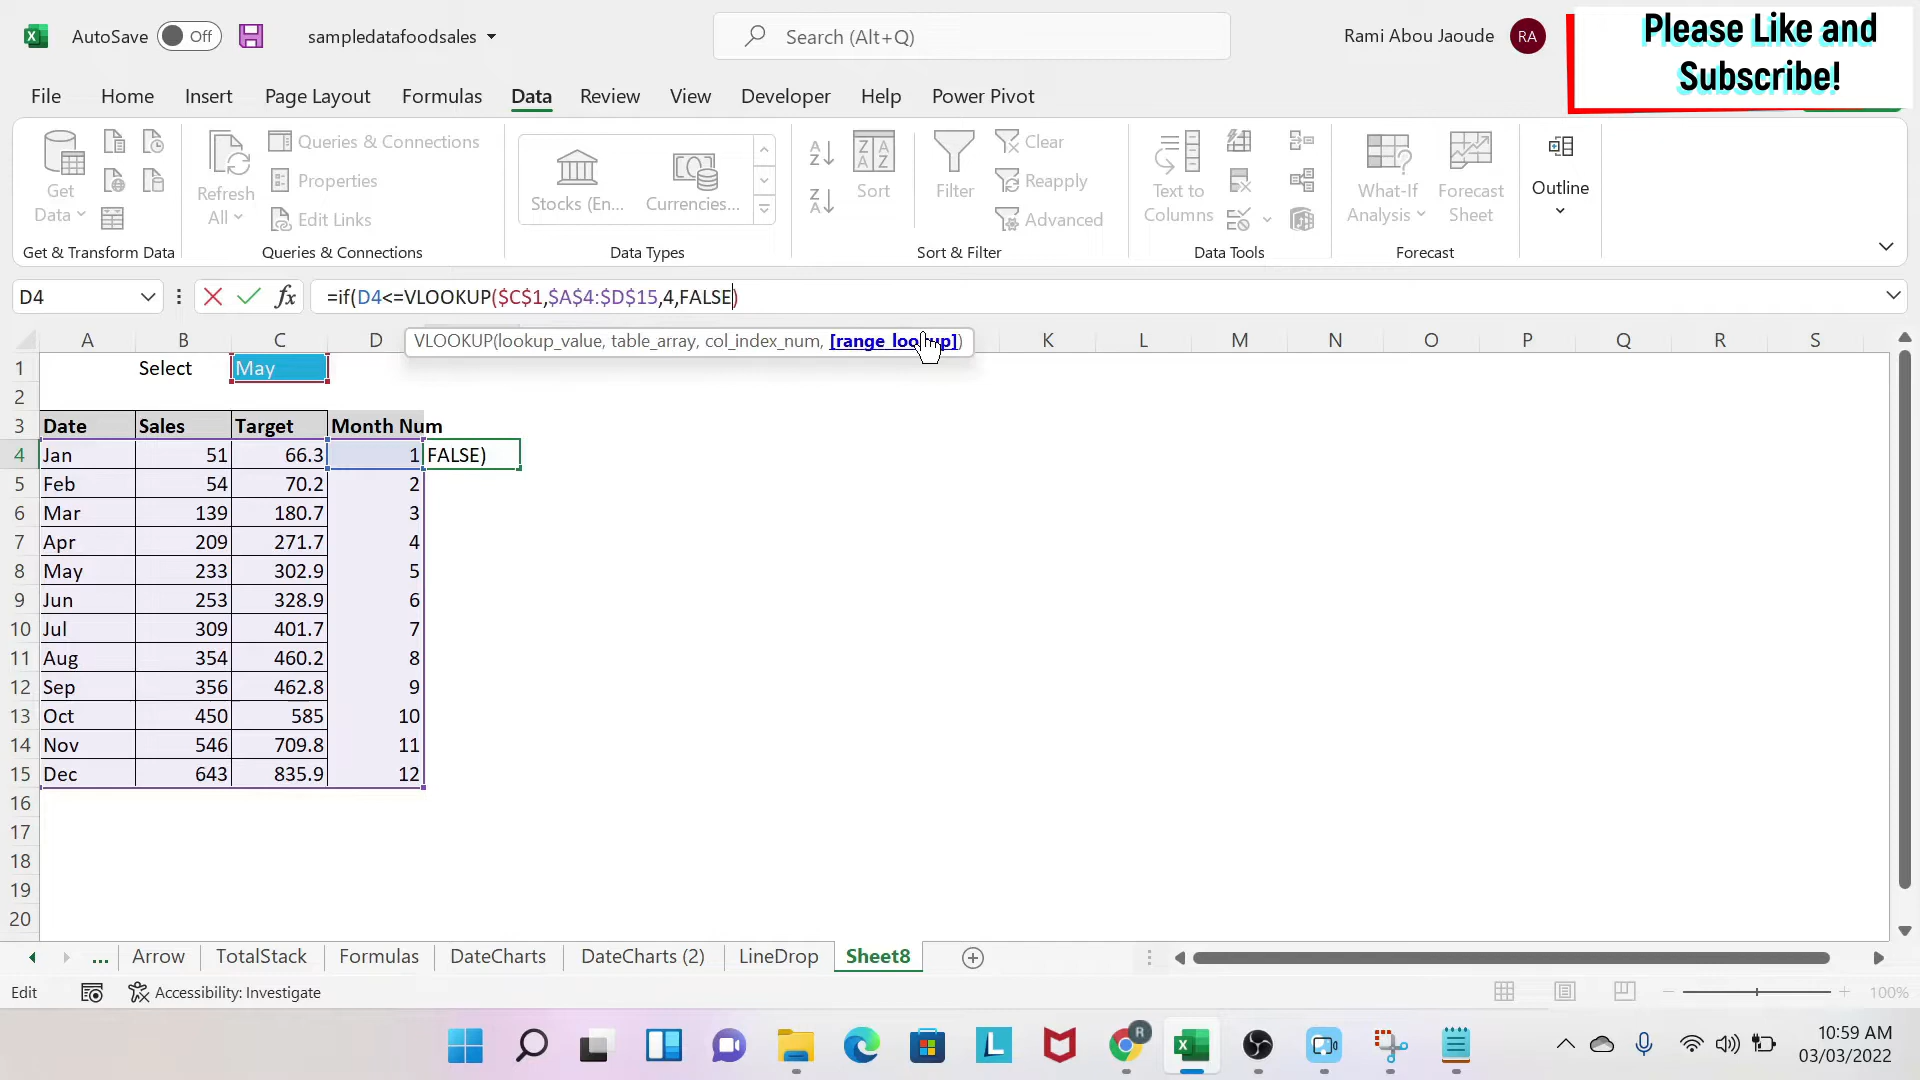 AutoSave Off sampledatafoodsales Search (Alt+Q) Rami Abou Jaoude RA
Please Like and
Subscribe!
File Home Insert Page Layout Formulas Data Review View Developer Help Power Pivot
Get
Data
Refresh
All
Queries & Connections
Properties
Edit Links
Stocks (En... Currencies...
Sort
Filter
Clear
Reapply
Advanced
Text to
Columns
What-If
Analysis
Forecast
Sheet
Outline
Get & Transform Data Queries & Connections Data Types Sort & Filter Data Tools Forecast
D4 fx =if(D4<=VLOOKUP($C$1,$A$4:$D$15,4,FALSE)
VLOOKUP(lookup_value, table_array, col_index_num, [range_lookup])
A B C D K L M N O P Q R S
1 Select May
2
3 Date Sales Target Month Num
4 Jan 51 66.3 1 FALSE)
5 Feb 54 70.2 2
6 Mar 139 180.7 3
7 Apr 209 271.7 4
8 May 233 302.9 5
9 Jun 253 328.9 6
10 Jul 309 401.7 7
11 Aug 354 460.2 8
12 Sep 356 462.8 9
13 Oct 450 585 10
14 Nov 546 709.8 11
15 Dec 643 835.9 12
16
17
18
19
20
... Arrow TotalStack Formulas DateCharts DateCharts (2) LineDrop Sheet8
Edit Accessibility: Investigate 100%
10:59 AM
03/03/2022